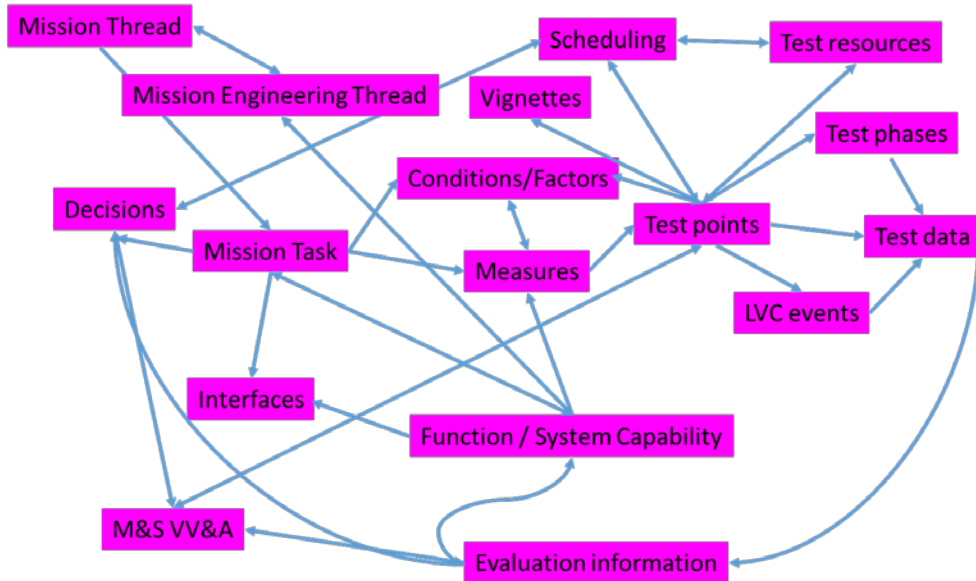 Mission Thread
Scheduling
Test resources
Mission Engineering Thread
Vignettes
Test phases
Conditions/Factors
Decisions
Test points
Mission Task
Test data
Measures
LVC events
Interfaces
Function / System Capability
M&S VV&A
Evaluation information